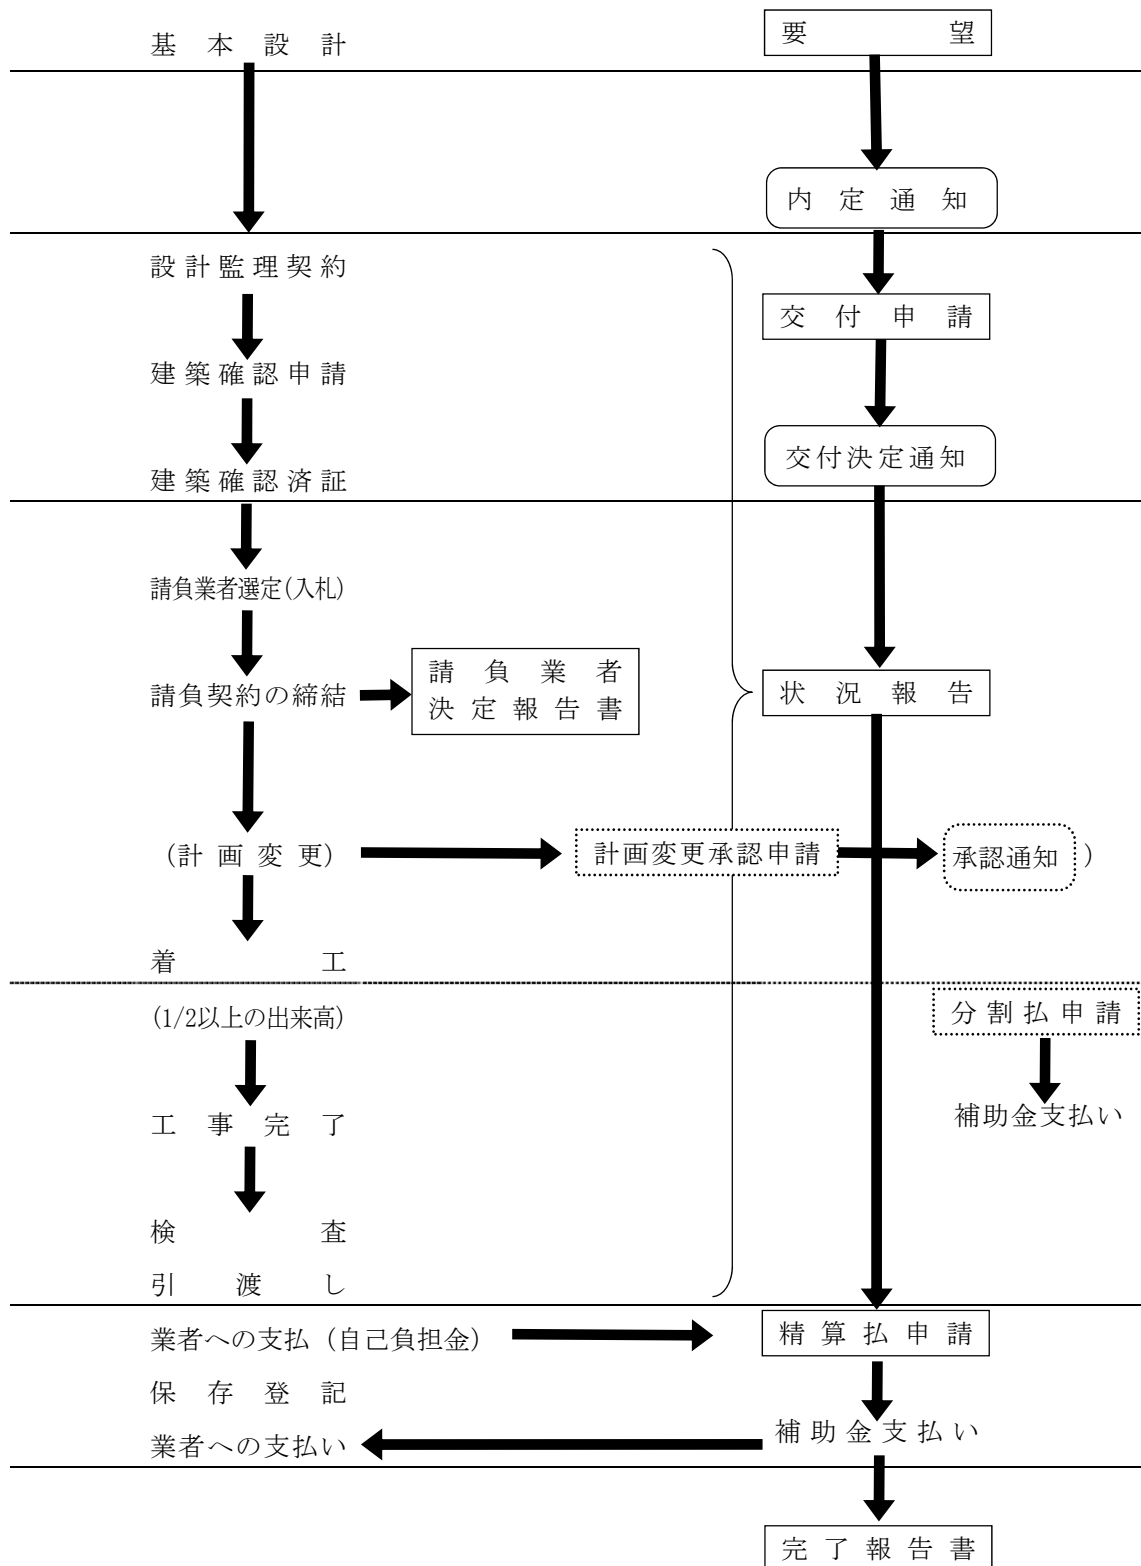 基本設計
要望
内定通知
設計監理契約
交付申請
建築確認申請
交付決定通知
建築確認済証
請負業者選定(入札)
請負契約の締結
請負業者
決定報告書
状況報告
(計画変更)
計画変更承認申請
承認通知)
着工
(1/2以上の出来高)
分割払申請
工事完了
補助金支払い
検査
引渡し
業者への支払(自己負担金)
精算払申請
保存登記
補助金支払い
業者への支払い
完了報告書